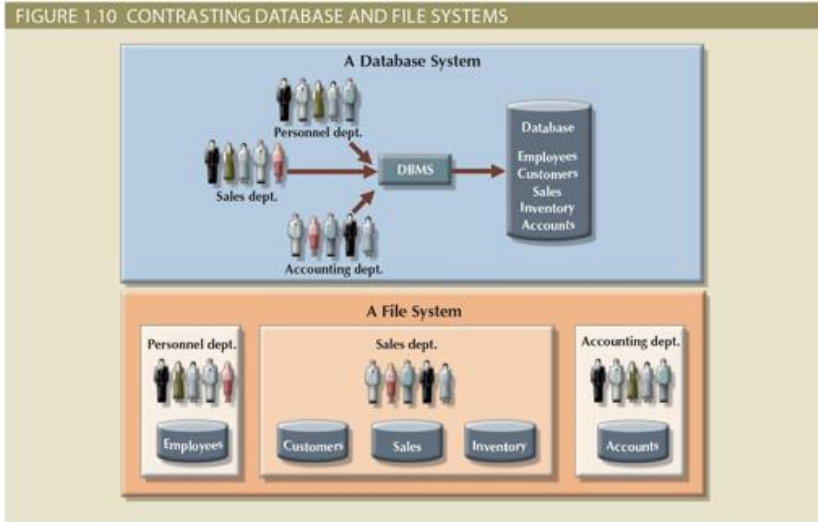 FIGURE 1.10 CONTRASTING DATABASE AND FILE SYSTEMS
A Database System
Personnel dept.
Sales dept.
Accounting dept.
DBMS
Database
Employees
Customers
Sales
Inventory
Accounts
A File System
Personnel dept.
Employees
Sales dept.
Customers
Sales
Inventory
Accounting dept.
Accounts